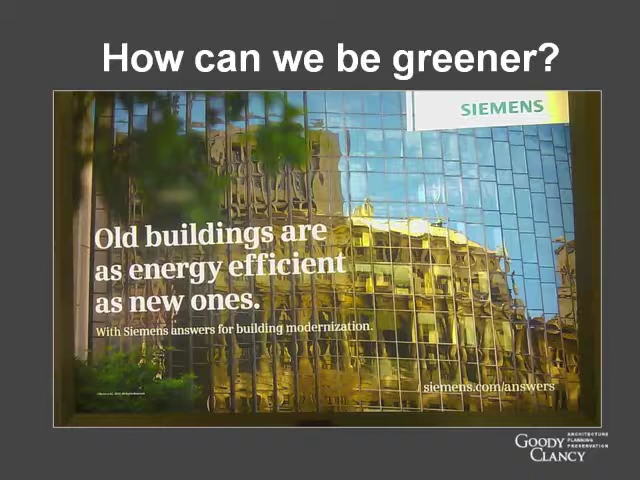 How can we be greener?
SIEMENS
Old buildings are
as energy efficient
as new ones.
With Siemens answers for building modernization.
siemens.com/answers
GOODY
CLANCY
ARCHITECTURE
PLANNING
PRESERVATION